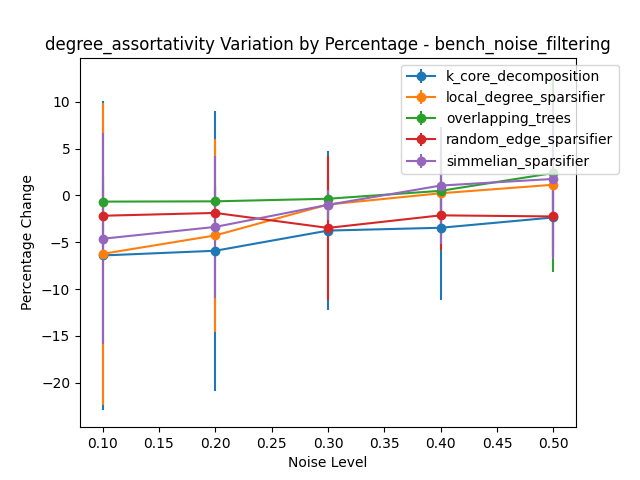 degree_assortativity Variation by Percentage - bench_noise_filtering
k_core_decomposition
local_degree_sparsifier
overlapping_trees
random_edge_sparsifier
simmelian_sparsifier
Percentage Change
10
5
0
−5
−10
−15
−20
0.10 0.15 0.20 0.25 0.30 0.35 0.40 0.45 0.50
Noise Level